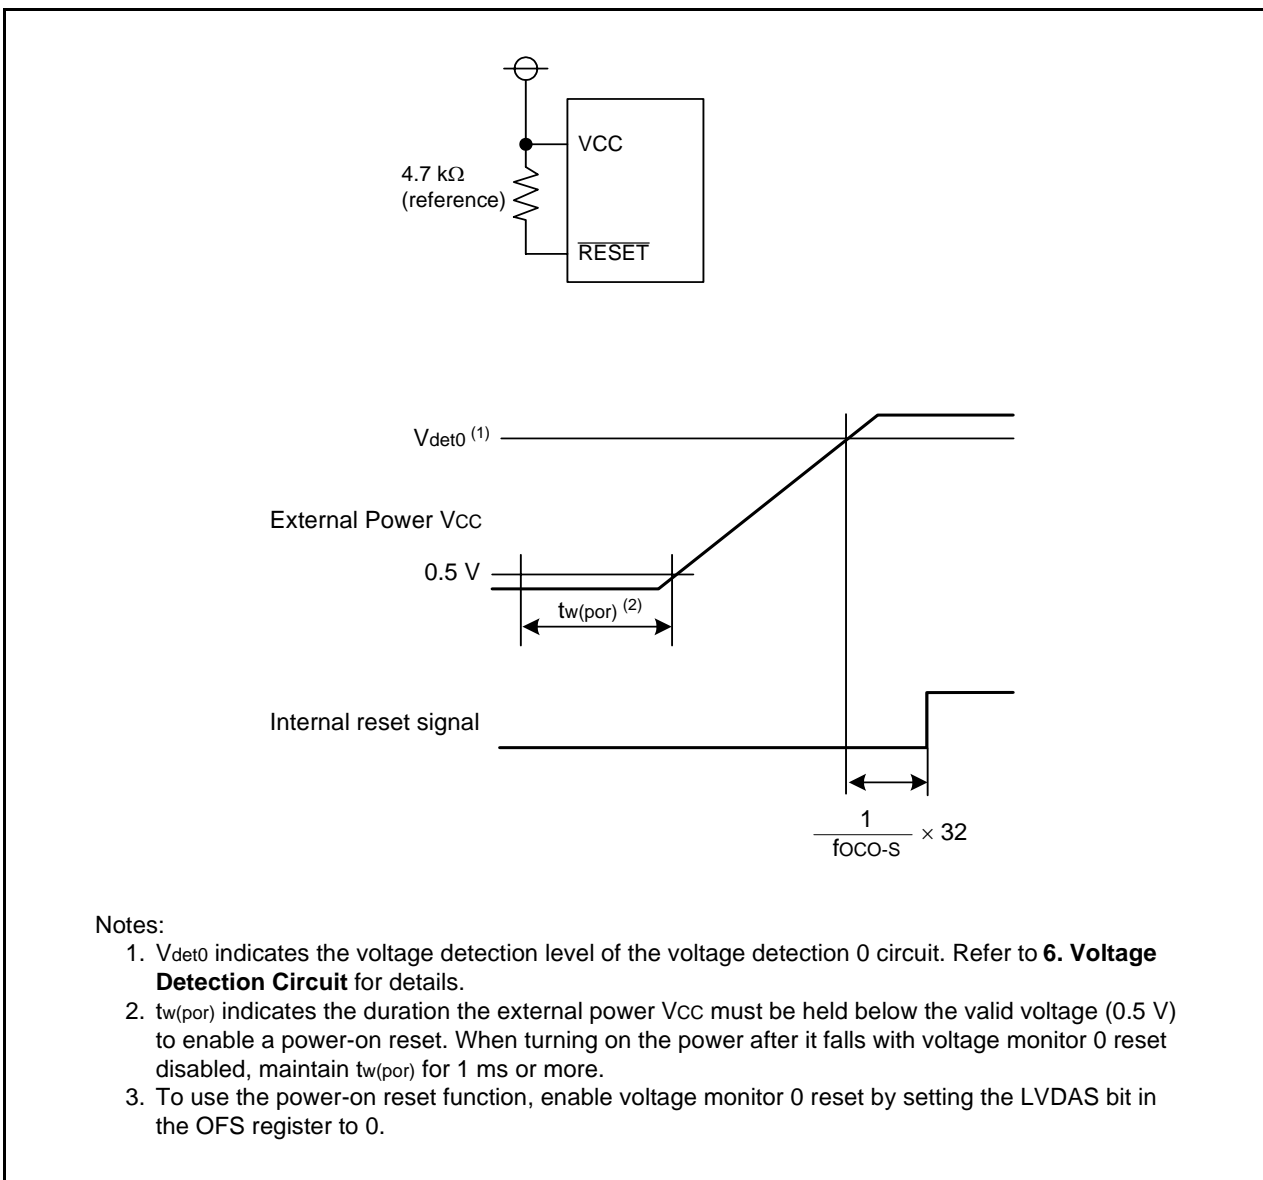 VCC
4.7 kΩ
(reference)
RESET
Vdet0 (1)
External Power VCC
0.5 V
tw(por) (2)
Internal reset signal
1
fOCO-S
× 32
Notes:
1. Vdet0 indicates the voltage detection level of the voltage detection 0 circuit. Refer to 6. Voltage
Detection Circuit for details.
2. tw(por) indicates the duration the external power VCC must be held below the valid voltage (0.5 V)
to enable a power-on reset. When turning on the power after it falls with voltage monitor 0 reset
disabled, maintain tw(por) for 1 ms or more.
3. To use the power-on reset function, enable voltage monitor 0 reset by setting the LVDAS bit in
the OFS register to 0.